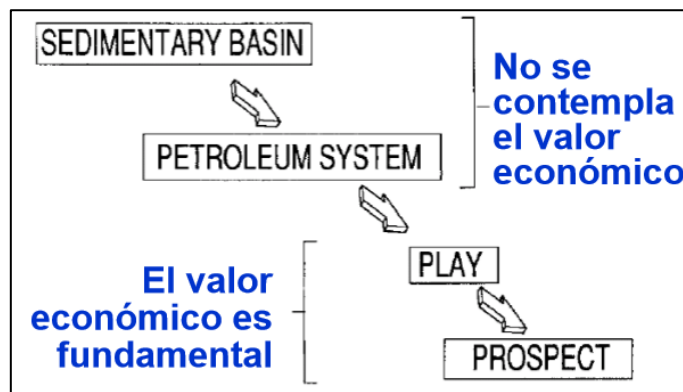 SEDIMENTARY BASIN
No se
contempla
el valor
económico
PETROLEUM SYSTEM
PLAY
El valor
económico es
fundamental
PROSPECT